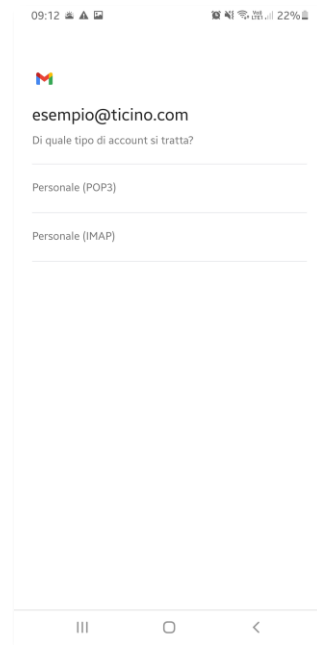 09:12 22%
esempio@ticino.com
Di quale tipo di account si tratta?
Personale (POP3)
Personale (IMAP)